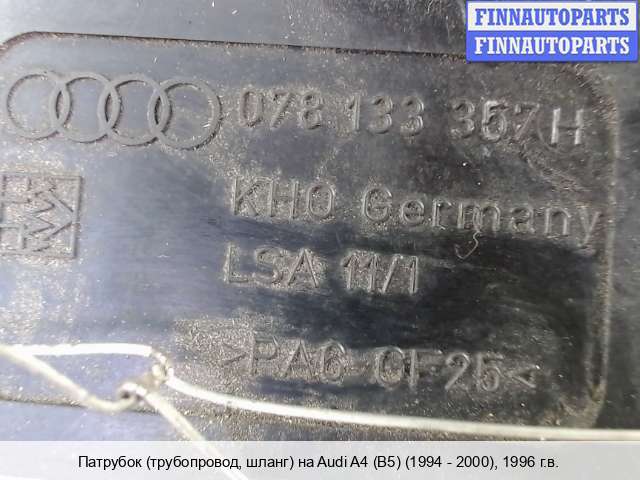 FINNAUTOPARTS
FINNAUTOPARTS
078 133 357H
KHO Germany
LSA 11/1
>PA6-GF25<
Патрубок (трубопровод, шланг) на Audi A4 (B5) (1994 - 2000), 1996 г.в.